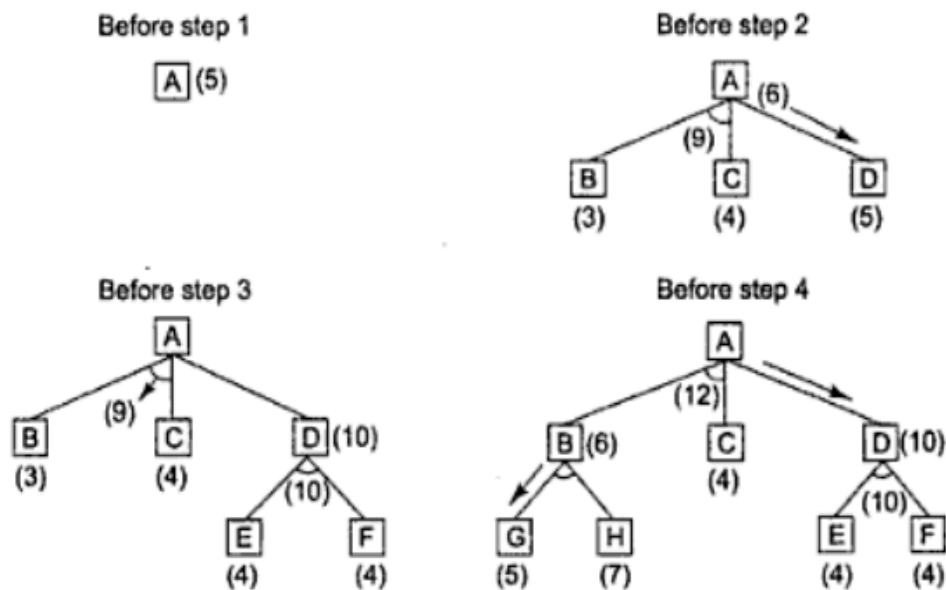 Before step 1
A (5)
Before step 2
A
(6)
(9)
B C D
(3) (4) (5)
Before step 3
A
(9)
B C D (10)
(3) (4) (10)
E F
(4) (4)
Before step 4
A
(12)
B (6) C D (10)
(4) (10)
G H E F
(5) (7) (4) (4)